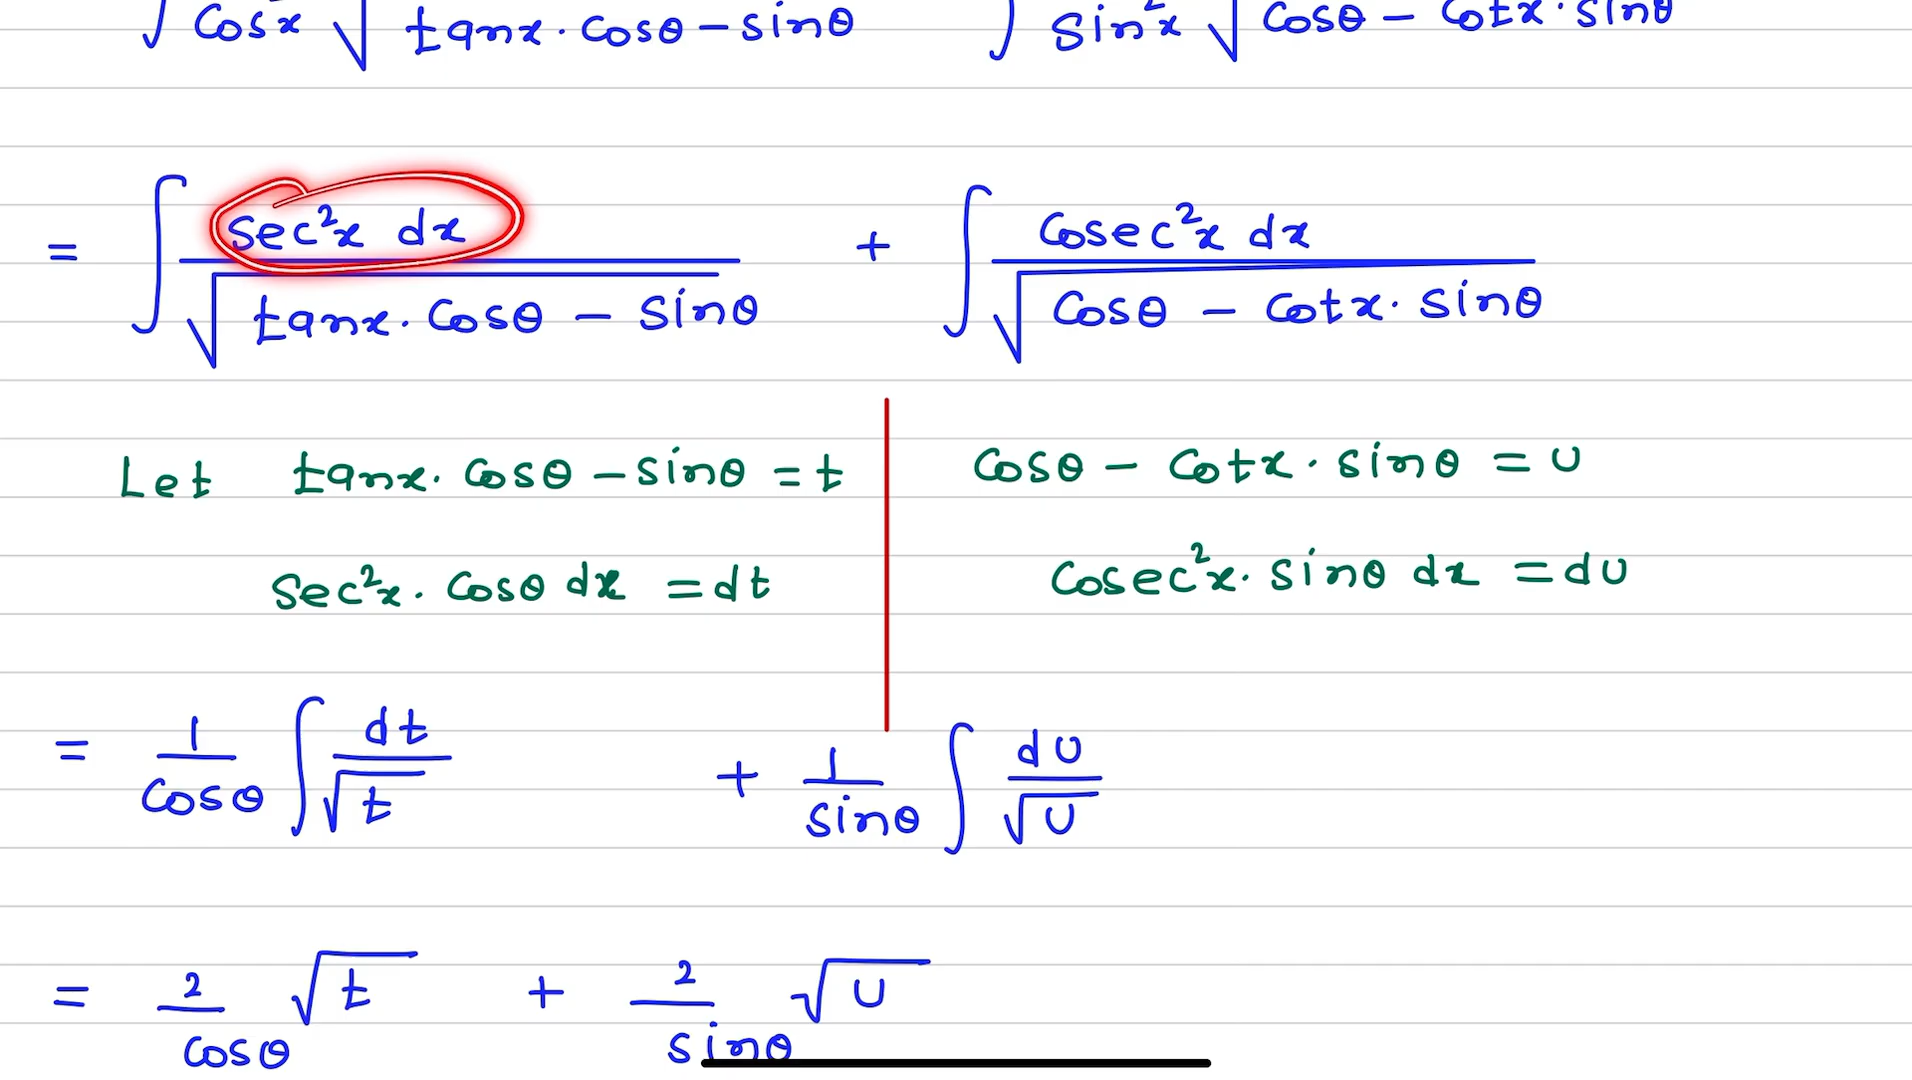 ∫ cos²x √ tanx. cosθ – sinθ ∫ sin²x √ cosθ – cotx. sinθ
= ∫ sec²x dx / √(tanx. cosθ – sinθ) + ∫ cosec²x dx / √(cosθ – cotx. sinθ)
Let tanx. cosθ – sinθ = t cosθ – cotx. sinθ = u
sec²x. cosθ dx = dt cosec²x. sinθ dx = du
= 1/cosθ ∫ dt/√t + 1/sinθ ∫ du/√u
= 2/cosθ √t + 2/sinθ √u